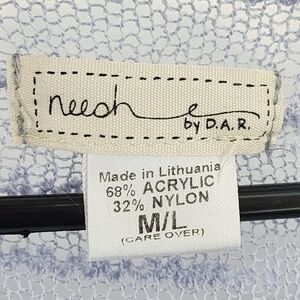 neesh
by D.A.R.
Made in Lithuania
68% ACRYLIC
32% NYLON
M/L
(CARE OVER)